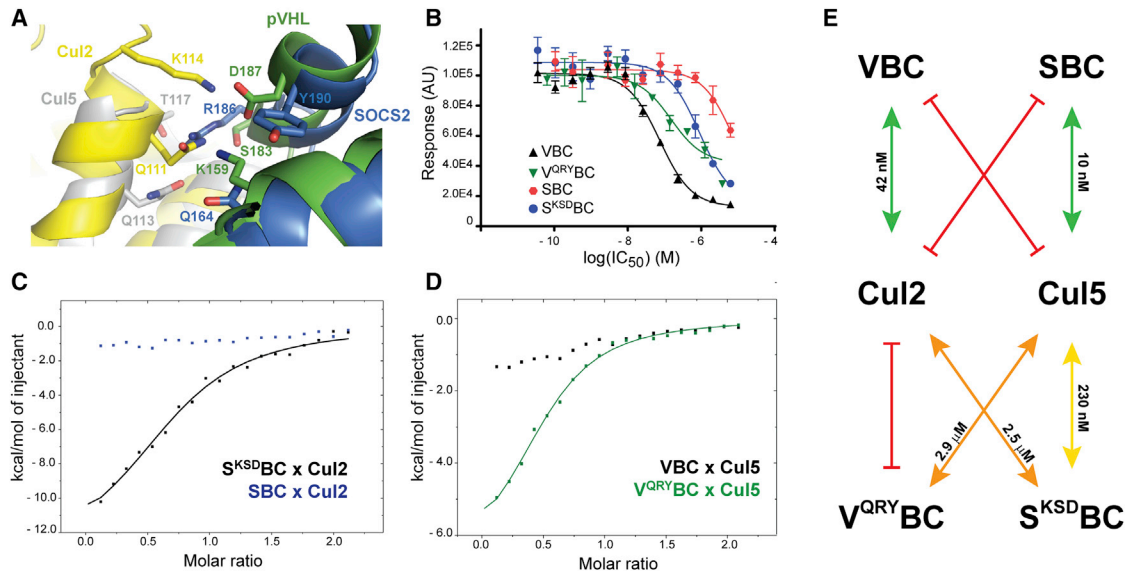 A
Cul2
K114
pVHL
D187
Cul5
T117
R186
Y190
SOCS2
Q111
S183
K159
Q113
Q164
B
Response (AU)
1.2E5
1.0E5
8.0E4
6.0E4
4.0E4
2.0E4
0
VBC
V^QRY BC
SBC
S^KSD BC
- 10
- 8
- 6
- 4
log(IC50) (M)
C
kcal/mol of injectant
0.0
- 2.0
- 4.0
- 6.0
- 8.0
- 10.0
- 12.0
S^KSD BC x Cul2
SBC x Cul2
0.0
0.5
1.0
1.5
2.0
Molar ratio
D
kcal/mol of injectant
0.0
- 2.0
- 4.0
- 6.0
VBC x Cul5
V^QRY BC x Cul5
0.0
0.5
1.0
1.5
2.0
Molar ratio
E
VBC
SBC
42 nM
10 nM
Cul2
Cul5
2.9 μM
2.5 μM
230 nM
V^QRY BC
S^KSD BC